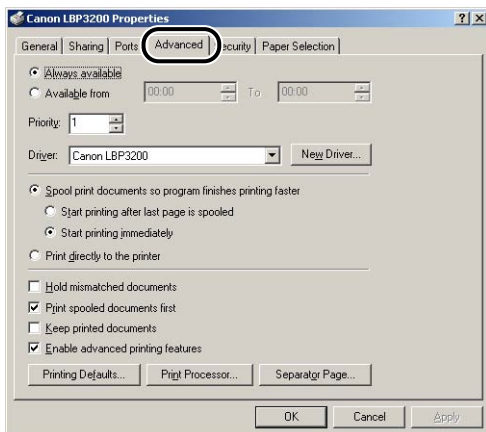 Canon LBP3200 Properties
General Sharing Ports Advanced ecurity Paper Selection
Always available
Available from 00:00 To 00:00
Priority: 1
Driver: Canon LBP3200 New Driver...
Spool print documents so program finishes printing faster
Start printing after last page is spooled
Start printing immediately
Print directly to the printer
Hold mismatched documents
Print spooled documents first
Keep printed documents
Enable advanced printing features
Printing Defaults... Print Processor... Separator Page...
OK Cancel Apply